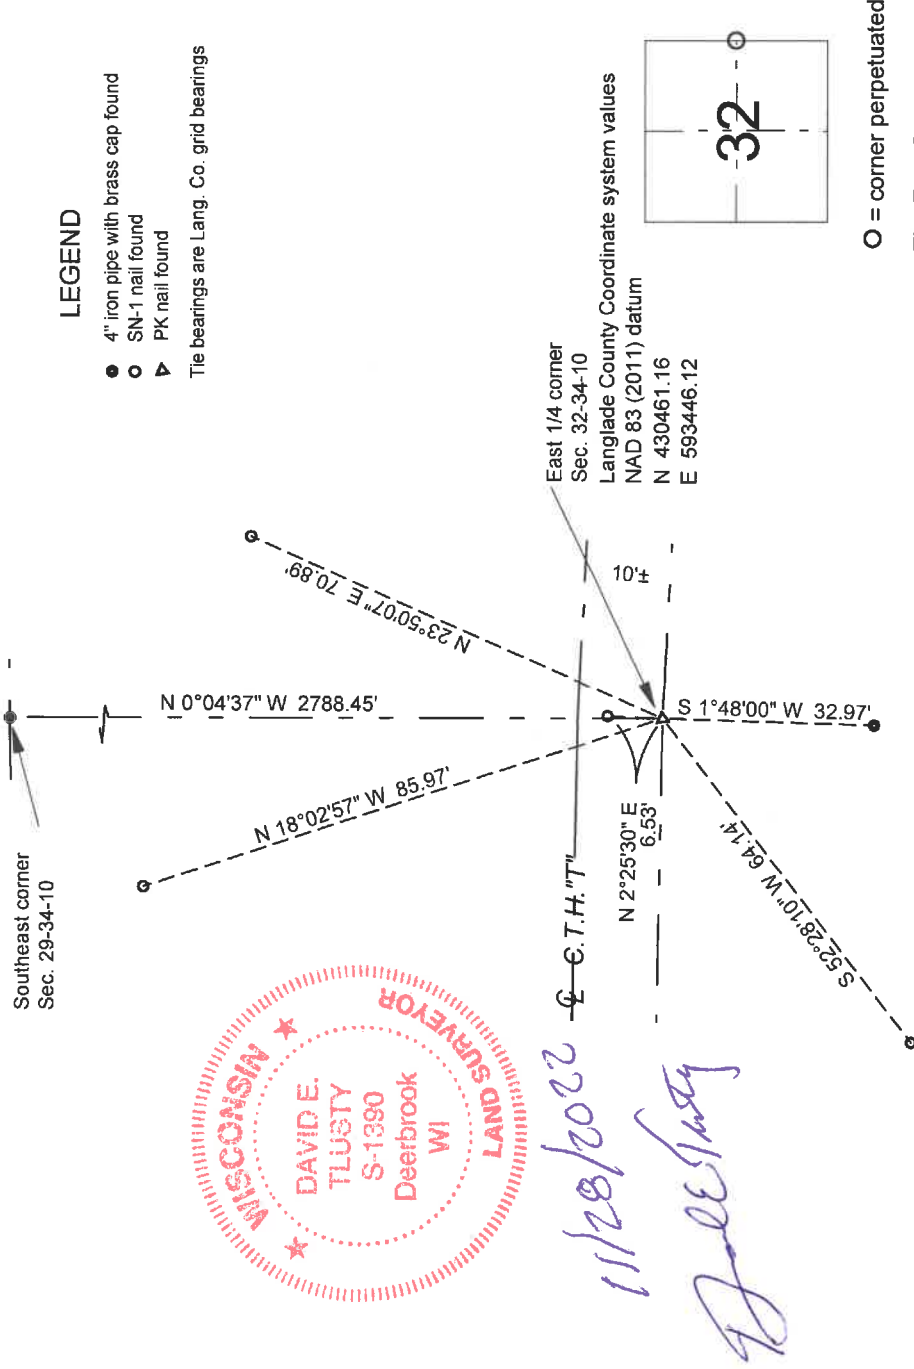 LEGEND
4" iron pipe with brass cap found
SN-1 nail found
PK nail found
Tie bearings are Lang. Co. grid bearings
Southeast corner
Sec. 29-34-10
N 0°04'37" W 2788.45'
N 23°50'07" E 70.89'
N 18°02'57" W 85.97'
East 1/4 corner
Sec. 32-34-10
Langlade County Coordinate system values
NAD 83 (2011) datum
N 430461.16
E 593446.12
10'±
S 1°48'00" W 32.97'
N 2°25'30" E
6.53'
S 52°28'10" W 64.14'
℄ C.T.H. "T"
32
O = corner perpetuated
WISCONSIN
LAND SURVEYOR
DAVID E.
TLUSTY
S-1390
Deerbrook
WI
11/28/2022
David E Tlusty